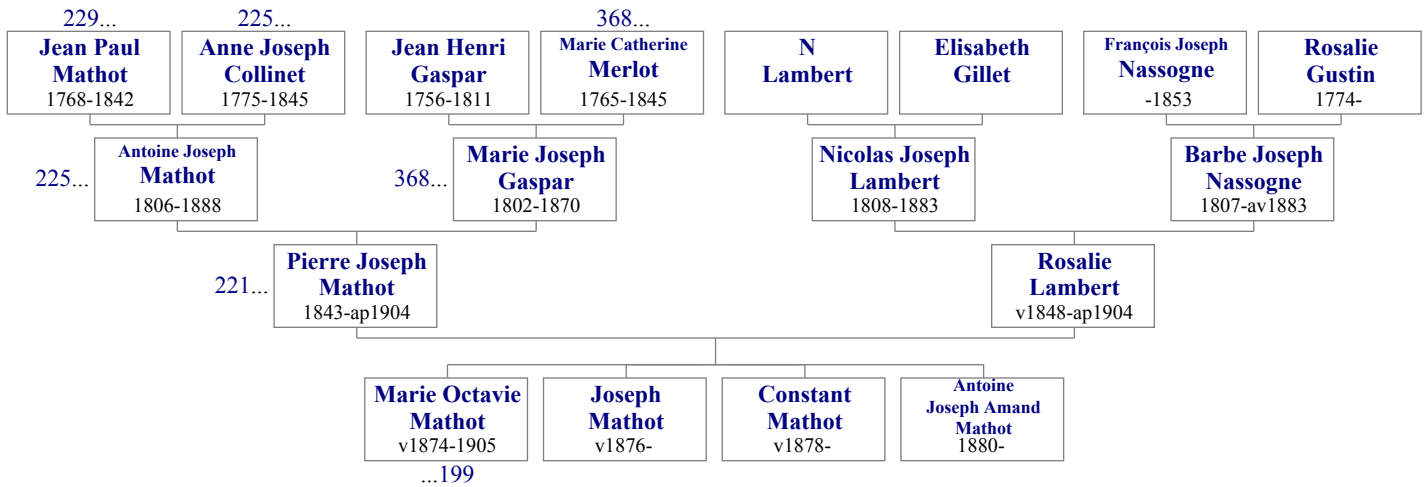 229...
225...
368...
Jean Paul
Mathot
1768-1842
Anne Joseph
Collinet
1775-1845
Jean Henri
Gaspar
1756-1811
Marie Catherine
Merlot
1765-1845
N
Lambert
Elisabeth
Gillet
François Joseph
Nassogne
-1853
Rosalie
Gustin
1774-
225...
Antoine Joseph
Mathot
1806-1888
368...
Marie Joseph
Gaspar
1802-1870
Nicolas Joseph
Lambert
1808-1883
Barbe Joseph
Nassogne
1807-av1883
221...
Pierre Joseph
Mathot
1843-ap1904
Rosalie
Lambert
v1848-ap1904
Marie Octavie
Mathot
v1874-1905
...199
Joseph
Mathot
v1876-
Constant
Mathot
v1878-
Antoine
Joseph Amand
Mathot
1880-